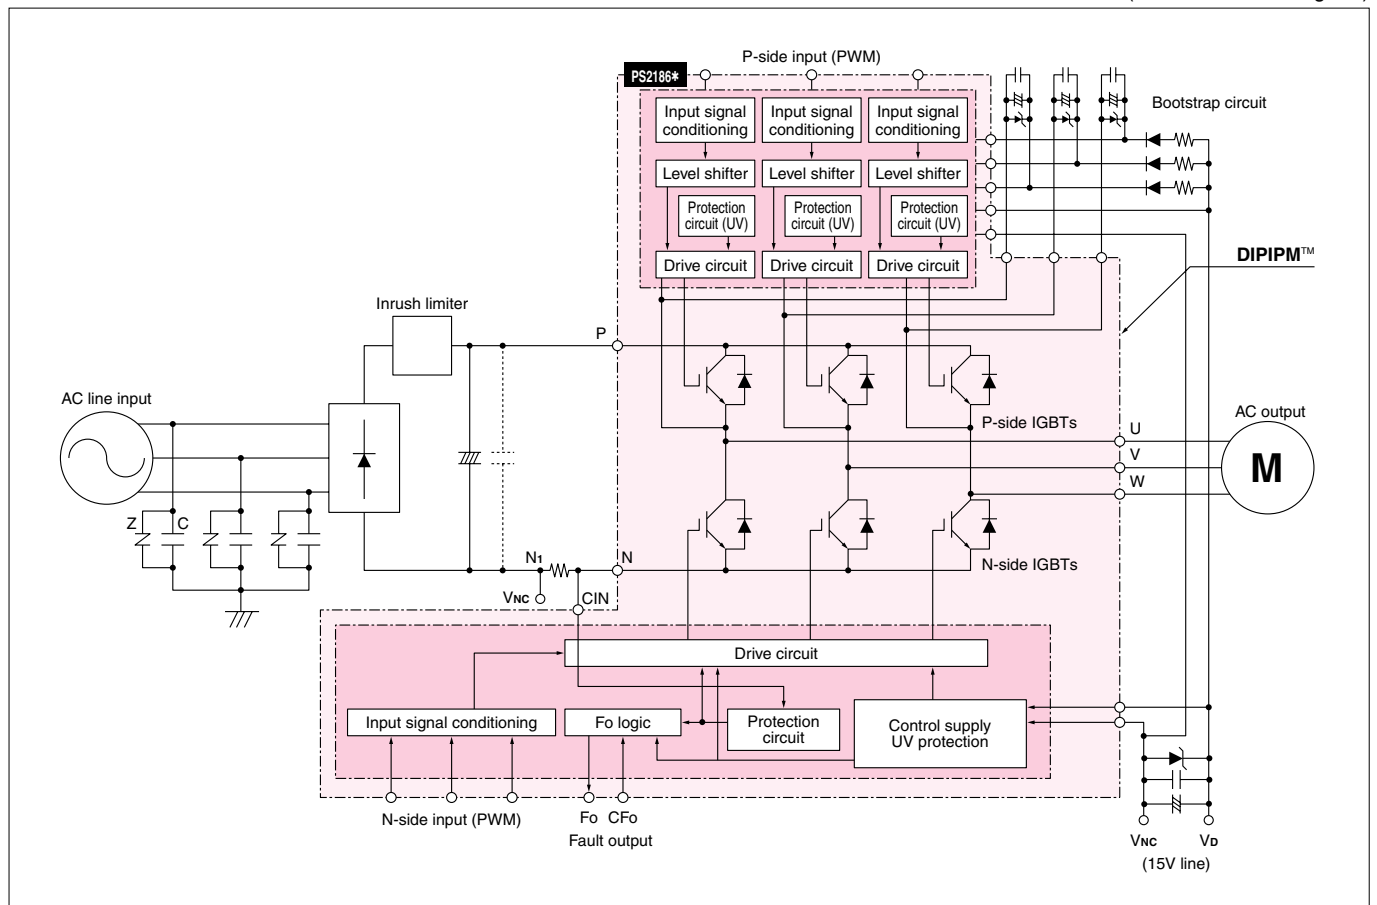 P-side input (PWM)
PS2186*
Input signal conditioning
Input signal conditioning
Input signal conditioning
Bootstrap circuit
Level shifter
Level shifter
Level shifter
Protection circuit (UV)
Protection circuit (UV)
Protection circuit (UV)
Drive circuit
Drive circuit
Drive circuit
DIPIPM™
Inrush limiter
P
AC line input
P-side IGBTs
U
AC output
V
M
W
Z
C
N1
N
N-side IGBTs
VNC
CIN
Drive circuit
Input signal conditioning
Fo logic
Protection circuit
Control supply UV protection
N-side input (PWM)
Fo
CFo
Fault output
VNC
VD
(15V line)